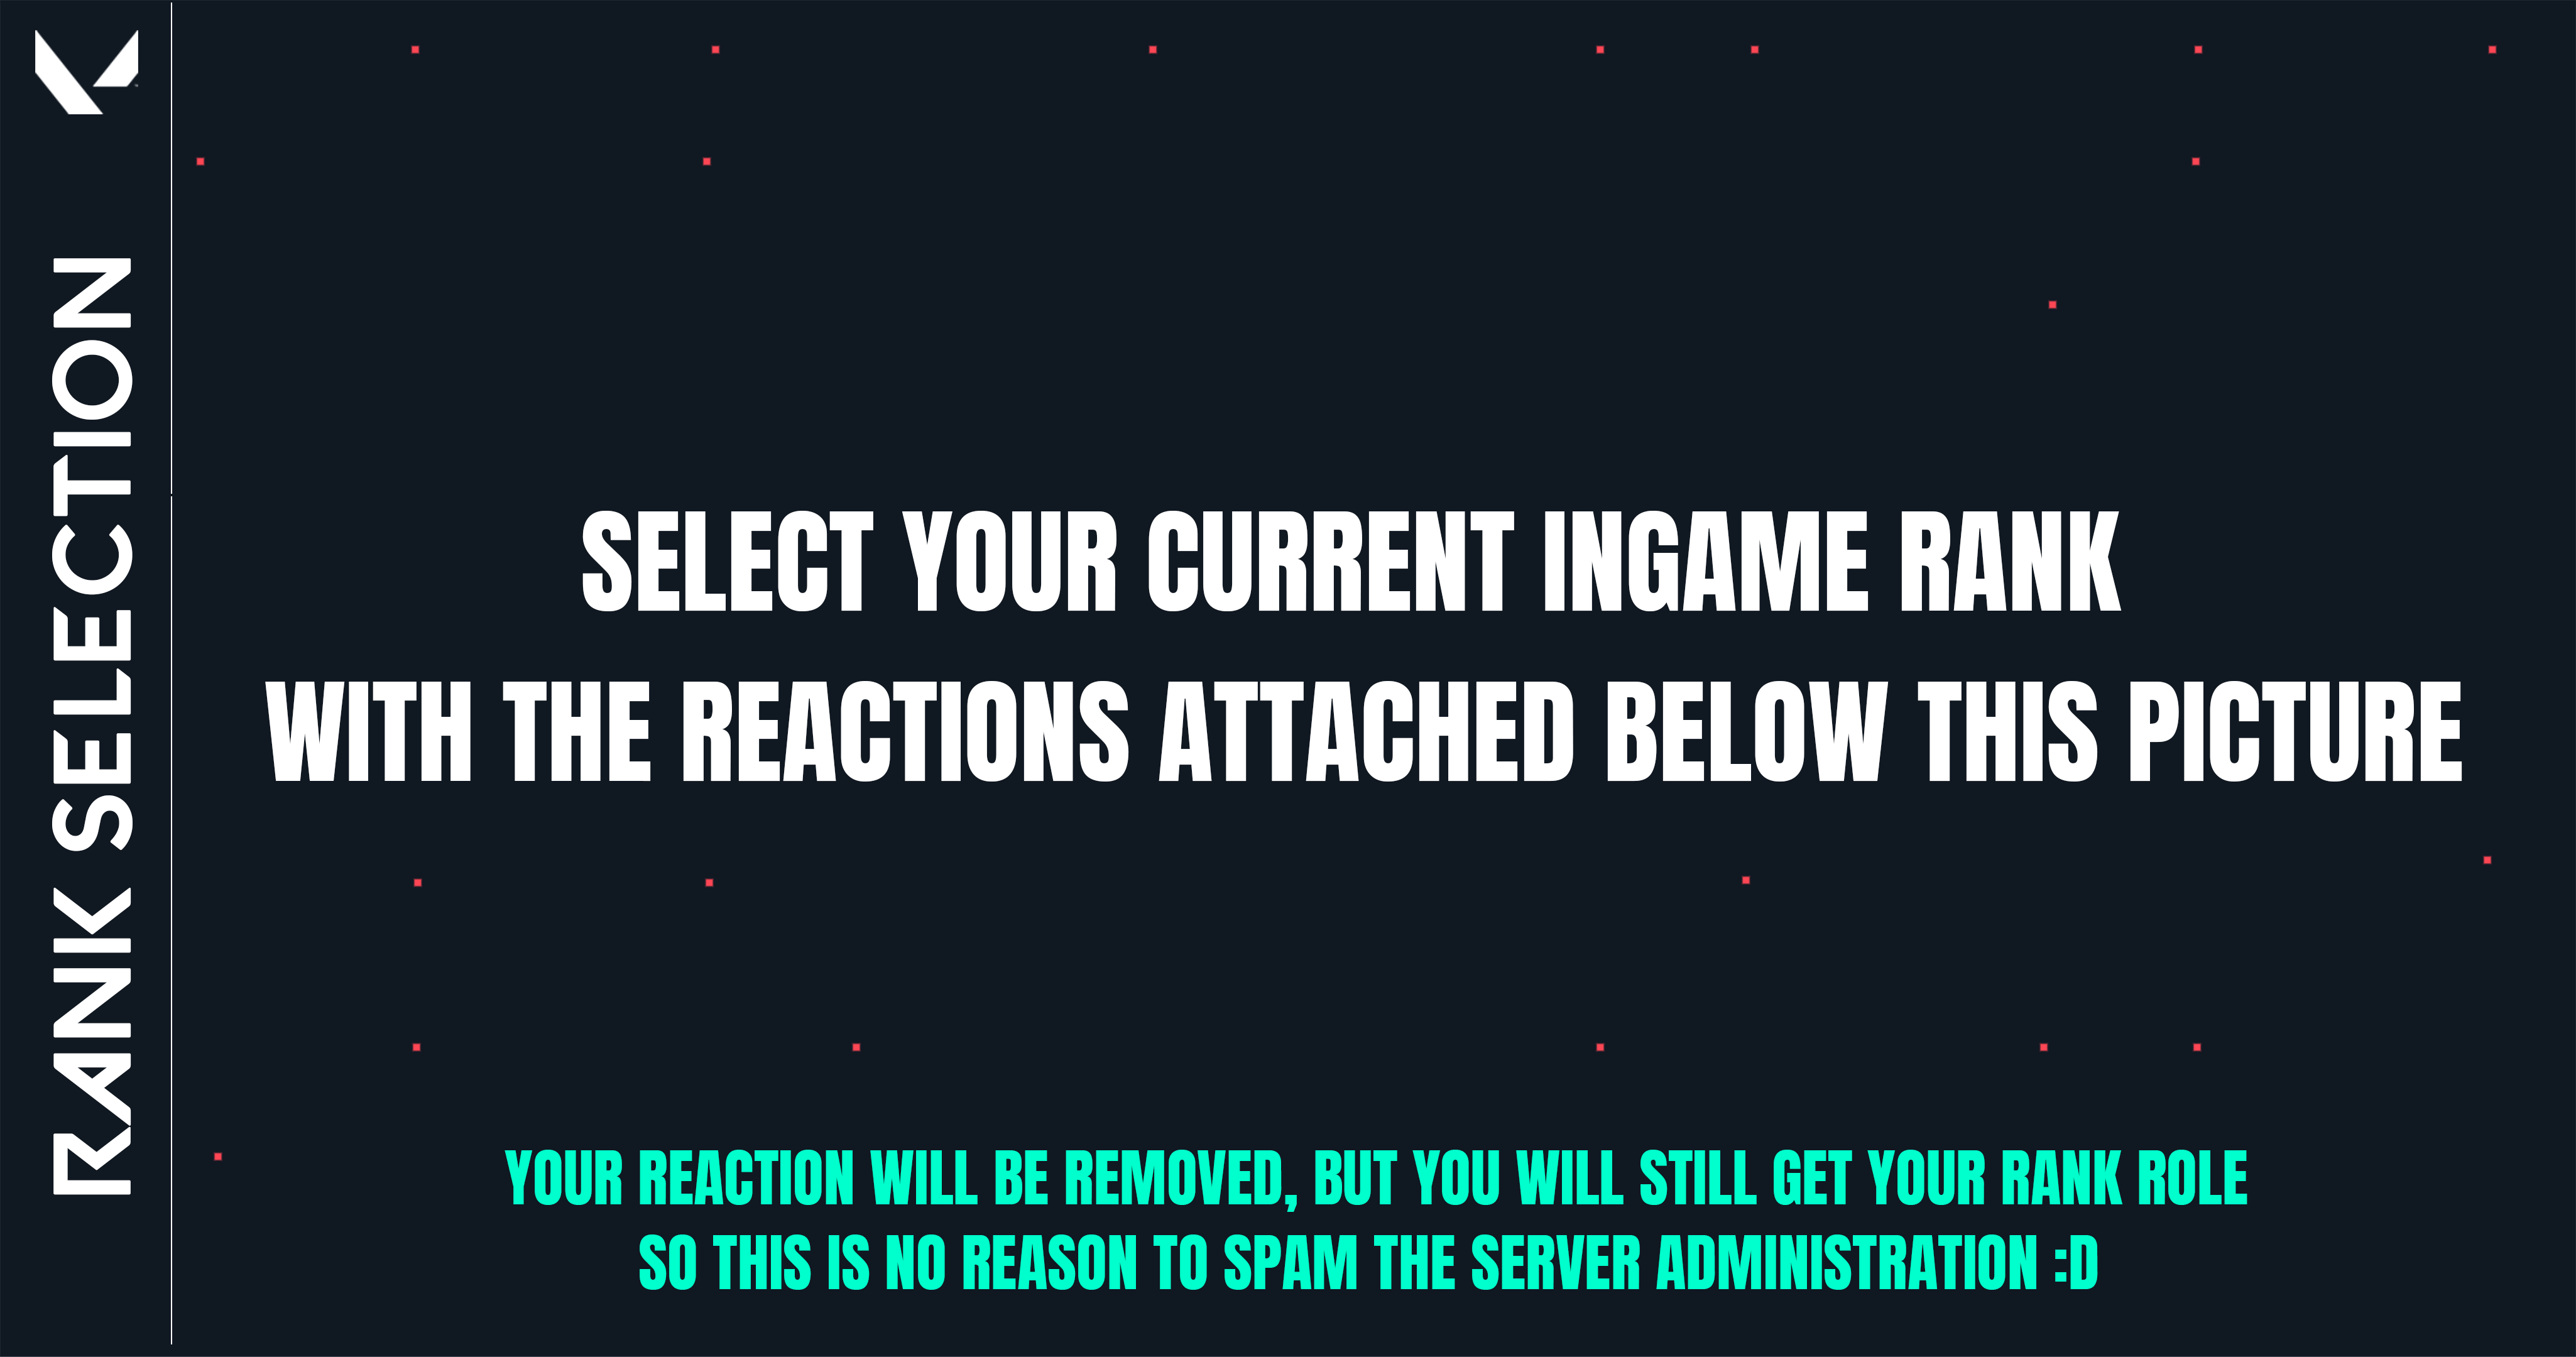 RANK SELECTION
SELECT YOUR CURRENT INGAME RANK
WITH THE REACTIONS ATTACHED BELOW THIS PICTURE
YOUR REACTION WILL BE REMOVED, BUT YOU WILL STILL GET YOUR RANK ROLE
SO THIS IS NO REASON TO SPAM THE SERVER ADMINISTRATION :D